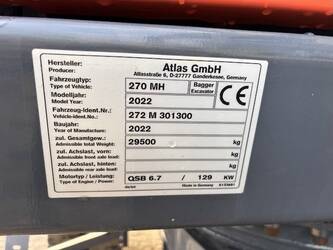 Hersteller:
Producer:
Atlas GmbH
Atlasstraße 6, D-27777 Ganderkesee, Germany
Fahrzeugtyp:
Type of Vehicle:
270 MH
Bagger
Excavator
CE
Modelljahr:
Model Year:
2022
Fahrzeug-Ident.Nr.:
Vehicle-Ident.No.:
272 M 301300
Baujahr:
Year of Manufacture:
2022
zul. Gesamtgew.:
Admissible total Weight:
29500 kg
zul. Achslast, vorn:
Admissible front axle load:
kg
zul. Achslast, hinten:
Admissible rear axle load:
kg
Motortyp / Leistung:
Type of Engine / Power:
QSB 6.7 / 129 KW
Made in Germany